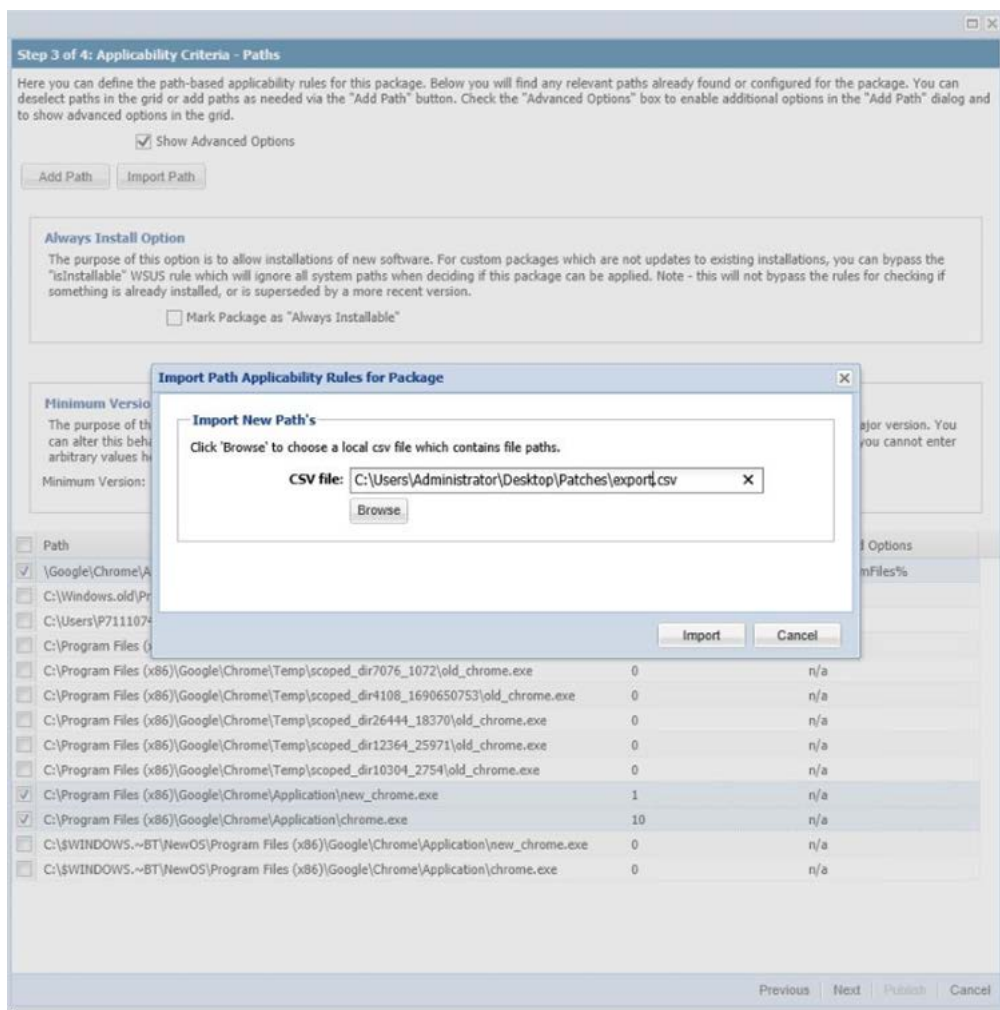 Step 3 of 4: Applicability Criteria - Paths
Here you can define the path-based applicability rules for this package. Below you will find any relevant paths already found or configured for the package. You can
deselect paths in the grid or add paths as needed via the "Add Path" button. Check the "Advanced Options" box to enable additional options in the "Add Path" dialog and
to show advanced options in the grid.
Show Advanced Options
Add Path Import Path
Always Install Option
The purpose of this option is to allow installations of new software. For custom packages which are not updates to existing installations, you can bypass the
"isInstallable" WSUS rule which will ignore all system paths when deciding if this package can be applied. Note - this will not bypass the rules for checking if
something is already installed, or is superseded by a more recent version.
Mark Package as "Always Installable"
Import Path Applicability Rules for Package
Import New Path's
Click 'Browse' to choose a local csv file which contains file paths.
CSV file: C:\Users\Administrator\Desktop\Patches\export.csv
Browse
Import Cancel
Minimum Versio
The purpose of th ajor version. You
can alter this beha you cannot enter
arbitrary values h
Minimum Version:
Path d Options
\Google\Chrome\A mFiles%
C:\Windows.old\Pr
C:\Users\P711107
C:\Program Files (
C:\Program Files (x86)\Google\Chrome\Temp\scoped_dir7076_1072\old_chrome.exe 0 n/a
C:\Program Files (x86)\Google\Chrome\Temp\scoped_dir4108_1690650753\old_chrome.exe 0 n/a
C:\Program Files (x86)\Google\Chrome\Temp\scoped_dir26444_18370\old_chrome.exe 0 n/a
C:\Program Files (x86)\Google\Chrome\Temp\scoped_dir12364_25971\old_chrome.exe 0 n/a
C:\Program Files (x86)\Google\Chrome\Temp\scoped_dir10304_2754\old_chrome.exe 0 n/a
C:\Program Files (x86)\Google\Chrome\Application\new_chrome.exe 1 n/a
C:\Program Files (x86)\Google\Chrome\Application\chrome.exe 10 n/a
C:\$WINDOWS.~BT\NewOS\Program Files (x86)\Google\Chrome\Application\new_chrome.exe 0 n/a
C:\$WINDOWS.~BT\NewOS\Program Files (x86)\Google\Chrome\Application\chrome.exe 0 n/a
Previous Next Publish Cancel